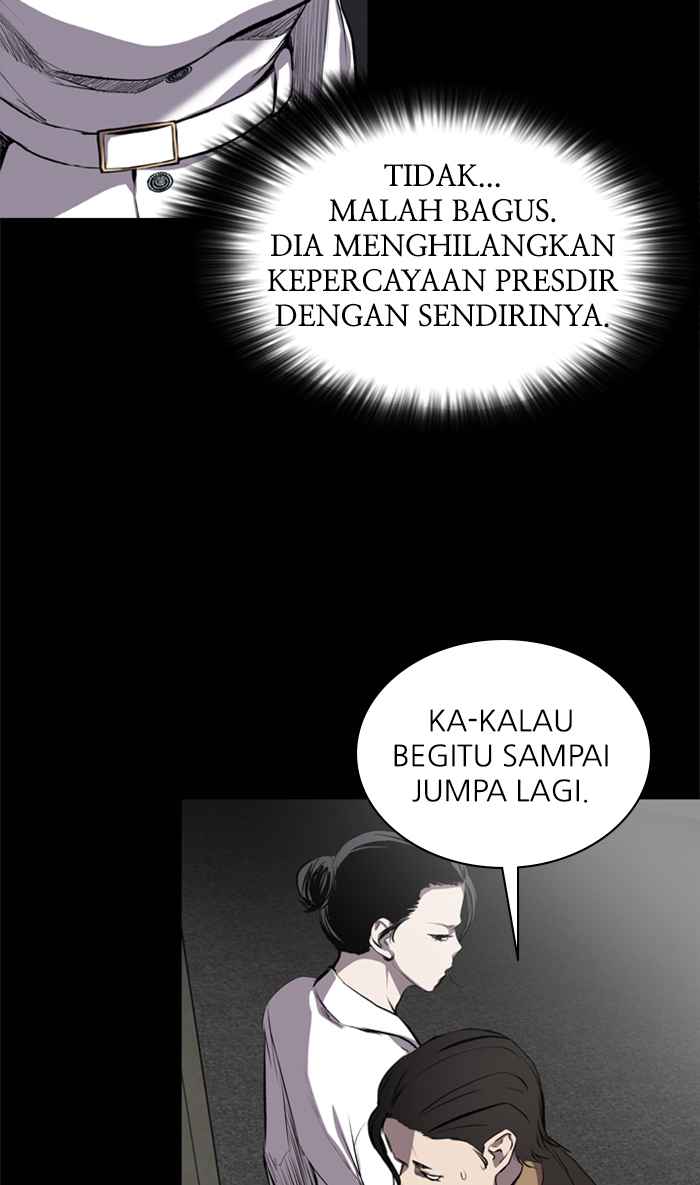 TIDAK...
MALAH BAGUS.
DIA MENGHILANGKAN
KEPERCAYAAN PRESDIR
DENGAN SENDIRINYA.
KA-KALAU
BEGITU SAMPAI
JUMPA LAGI.